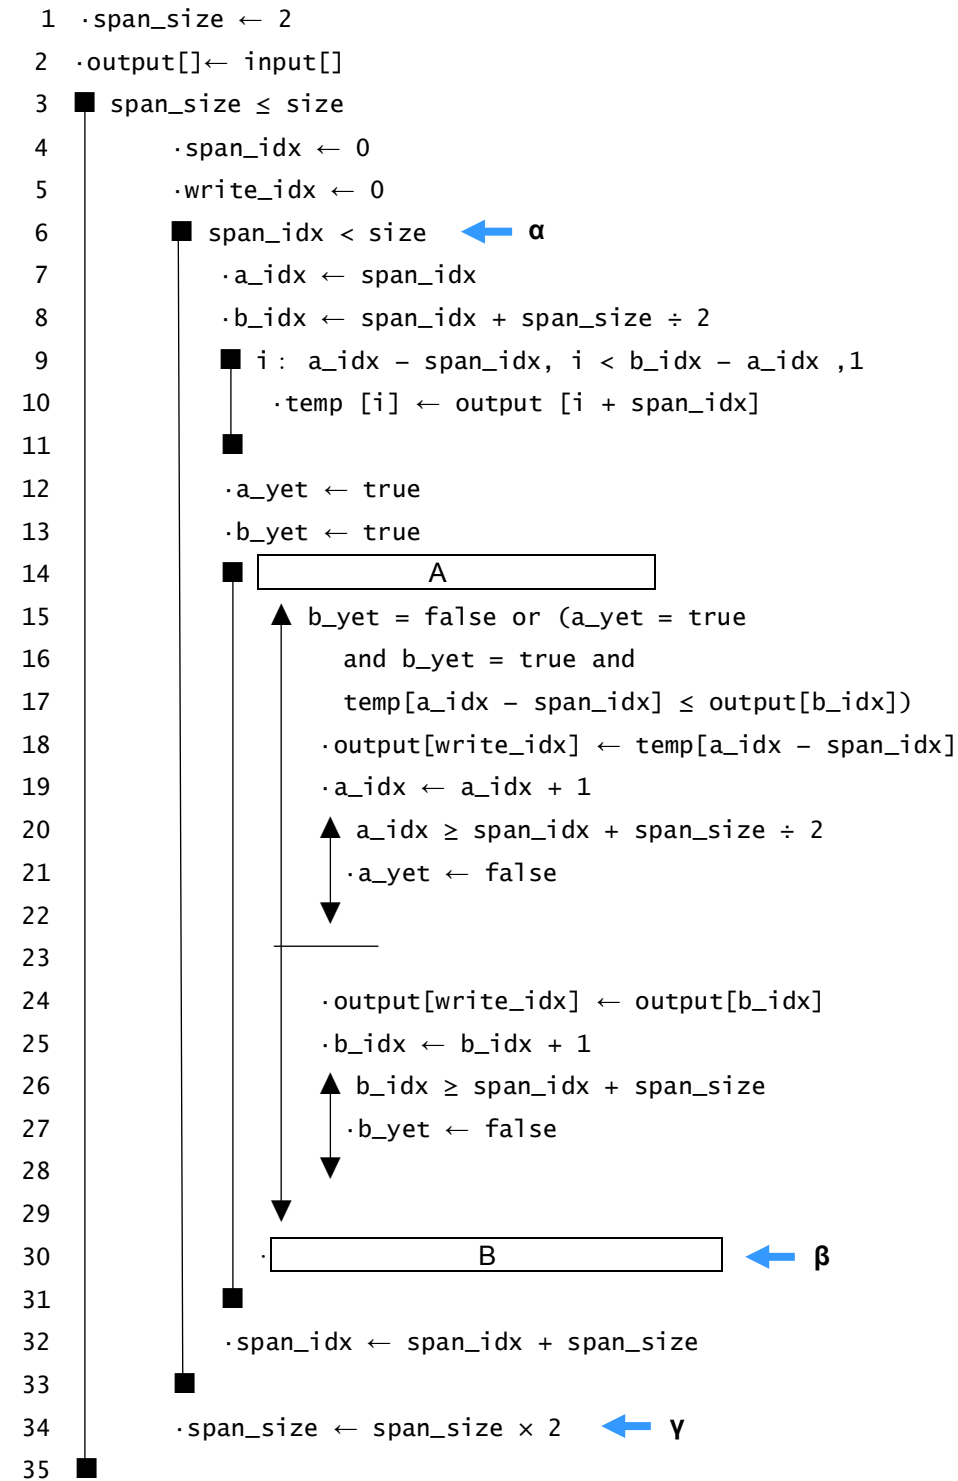 1 ·span_size ← 2
2 ·output[]← input[]
3 ■ span_size ≤ size
4 ·span_idx ← 0
5 ·write_idx ← 0
6 ■ span_idx < size α
7 ·a_idx ← span_idx
8 ·b_idx ← span_idx + span_size ÷ 2
9 ■ i: a_idx – span_idx, i < b_idx – a_idx ,1
10 ·temp [i] ← output [i + span_idx]
11 ■
12 ·a_yet ← true
13 ·b_yet ← true
14 ■ A
15 ▲ b_yet = false or (a_yet = true
16 and b_yet = true and
17 temp[a_idx – span_idx] ≤ output[b_idx])
18 ·output[write_idx] ← temp[a_idx – span_idx]
19 ·a_idx ← a_idx + 1
20 ▲ a_idx ≥ span_idx + span_size ÷ 2
21 ·a_yet ← false
22 ▼
23
24 ·output[write_idx] ← output[b_idx]
25 ·b_idx ← b_idx + 1
26 ▲ b_idx ≥ span_idx + span_size
27 ·b_yet ← false
28 ▼
29 ▼
30 · B β
31 ■
32 ·span_idx ← span_idx + span_size
33 ■
34 ·span_size ← span_size × 2 γ
35 ■